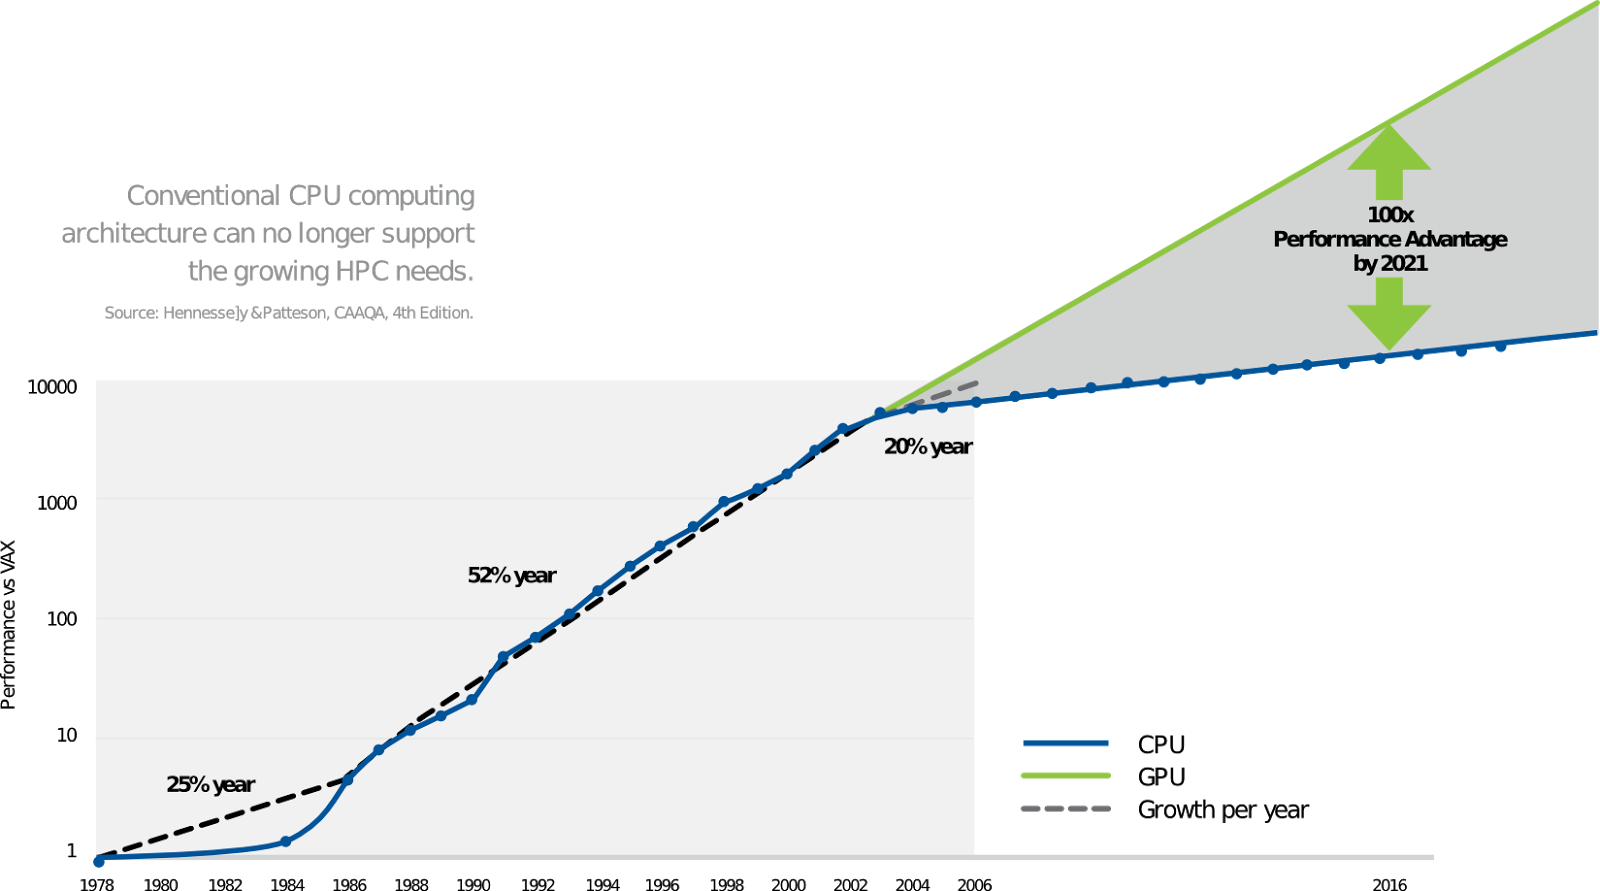 Conventional CPU computing
architecture can no longer support
the growing HPC needs.
Source: Hennesse]y &Patteson, CAAQA, 4th Edition.
100x
Performance Advantage
by 2021
10000
1000
100
10
1
Performance vs VAX
20% year
52% year
25% year
CPU
GPU
Growth per year
1978 1980 1982 1984 1986 1988 1990 1992 1994 1996 1998 2000 2002 2004 2006 2016